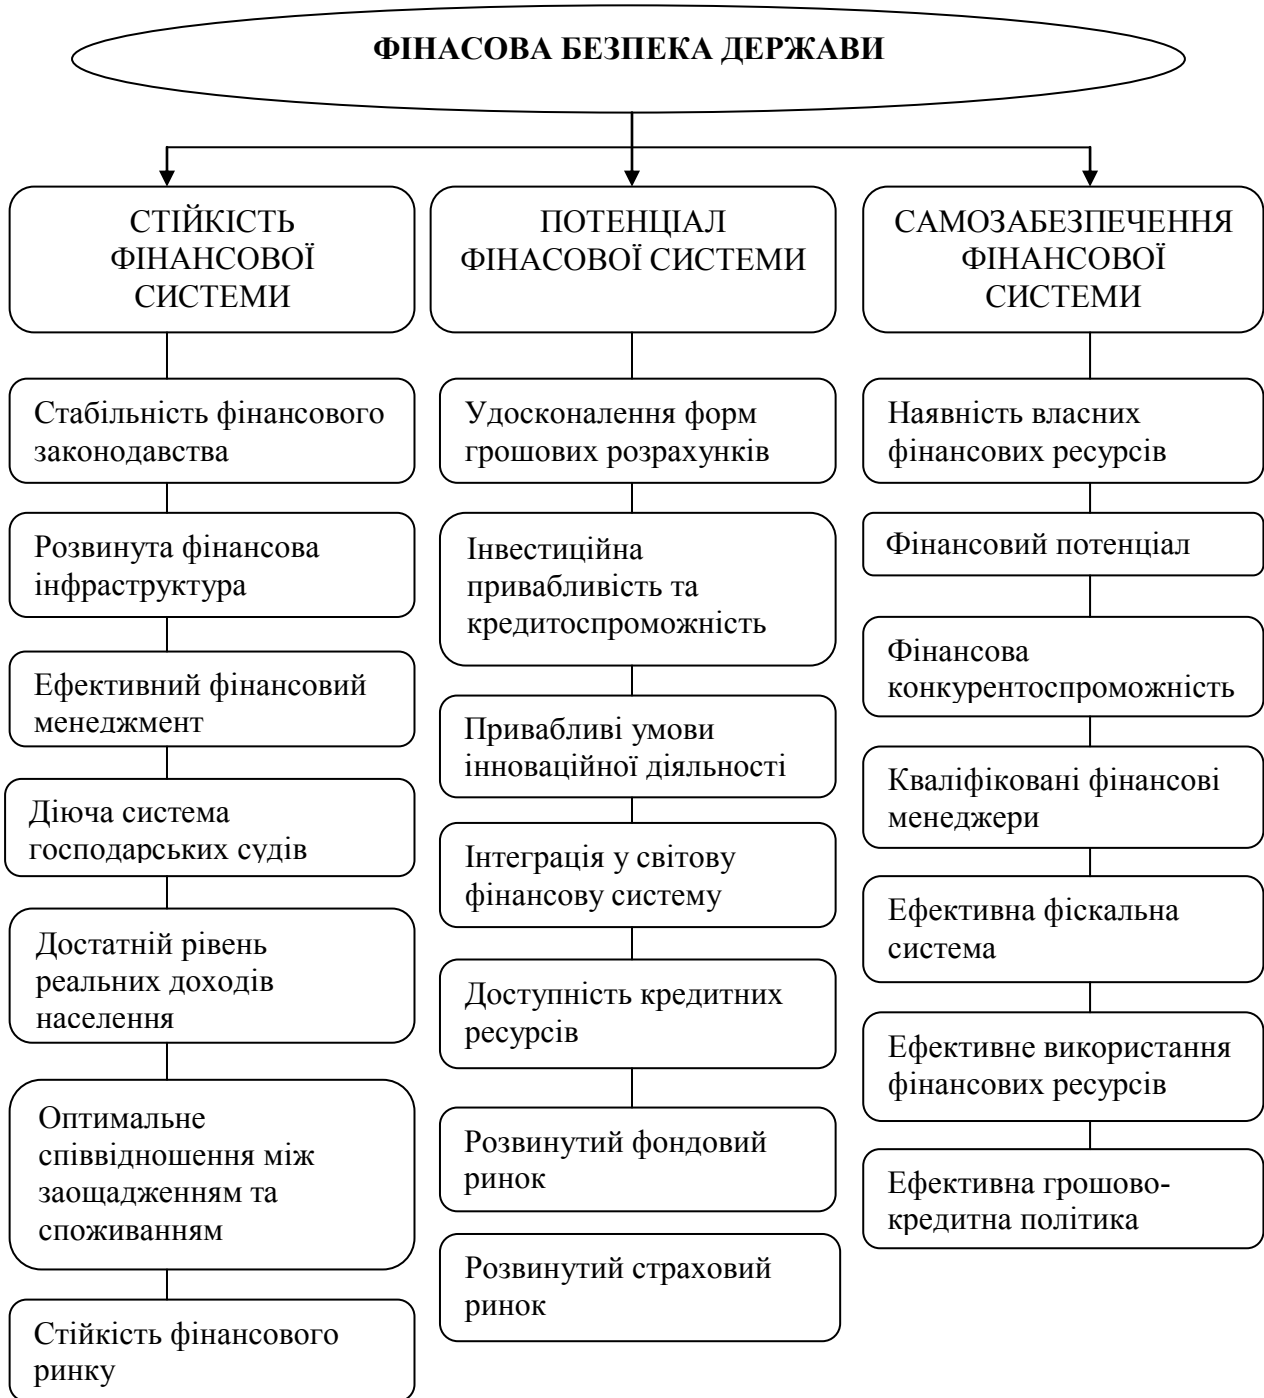 ФІНАСОВА БЕЗПЕКА ДЕРЖАВИ
СТІЙКІСТЬ
ФІНАНСОВОЇ
СИСТЕМИ
Стабільність фінансового
законодавства
Розвинута фінансова
інфраструктура
Ефективний фінансовий
менеджмент
Діюча система
господарських судів
Достатній рівень
реальних доходів
населення
Оптимальне
співвідношення між
заощадженням та
споживанням
Стійкість фінансового
ринку
ПОТЕНЦІАЛ
ФІНАСОВОЇ СИСТЕМИ
Удосконалення форм
грошових розрахунків
Інвестиційна
привабливість та
кредитоспроможність
Привабливі умови
інноваційної діяльності
Інтеграція у світову
фінансову систему
Доступність кредитних
ресурсів
Розвинутий фондовий
ринок
Розвинутий страховий
ринок
САМОЗАБЕЗПЕЧЕННЯ
ФІНАНСОВОЇ
СИСТЕМИ
Наявність власних
фінансових ресурсів
Фінансовий потенціал
Фінансова
конкурентоспроможність
Кваліфіковані фінансові
менеджери
Ефективна фіскальна
система
Ефективне використання
фінансових ресурсів
Ефективна грошово-
кредитна політика